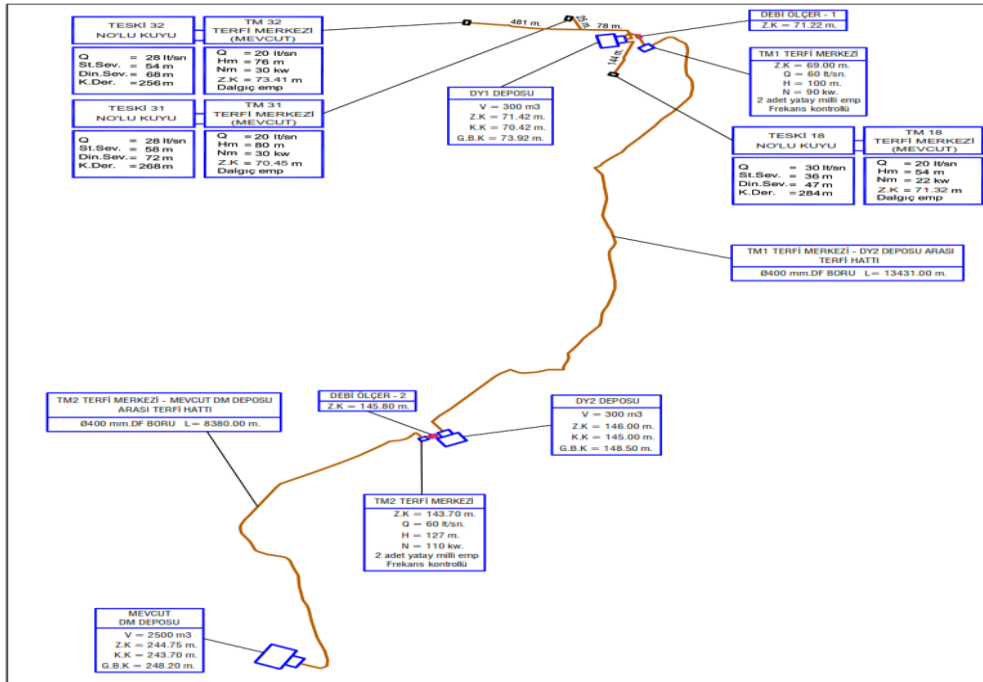 TESKİ 32
NO'LU KUYU
TM 32
TERFİ MERKEZİ
(MEVCUT)
Q = 28 lt/sn
St.Sev. = 54 m
Din.Sev. = 68 m
K.Der. = 256 m
Q = 20 lt/sn
Hm = 76 m
Nm = 30 kw
Z.K = 73.41 m
Dalgıç emp
TESKİ 31
NO'LU KUYU
TM 31
TERFİ MERKEZİ
(MEVCUT)
Q = 28 lt/sn
St.Sev. = 58 m
Din.Sev. = 72 m
K.Der. = 268 m
Q = 20 lt/sn
Hm = 80 m
Nm = 30 kw
Z.K = 70.45 m
Dalgıç emp
481 m.
78 m.
144 m.
DEBİ ÖLÇER - 1
Z.K = 71.22 m.
TM1 TERFİ MERKEZİ
Z.K = 69.00 m.
Q = 60 lt/sn.
H = 100 m.
N = 90 kw.
2 adet yatay milli emp
Frekans kontrollü
DY1 DEPOSU
V = 300 m3
Z.K = 71.42 m.
K.K = 70.42 m.
G.B.K = 73.92 m.
TESKİ 18
NO'LU KUYU
TM 18
TERFİ MERKEZİ
(MEVCUT)
Q = 30 lt/sn
St.Sev. = 36 m
Din.Sev. = 47 m
K.Der. = 284 m
Q = 20 lt/sn
Hm = 54 m
Nm = 22 kw
Z.K = 71.32 m
Dalgıç emp
TM1 TERFİ MERKEZİ - DY2 DEPOSU ARASI
TERFİ HATTI
Ø400 mm.DF BORU L= 13431.00 m.
TM2 TERFİ MERKEZİ - MEVCUT DM DEPOSU
ARASI TERFİ HATTI
Ø400 mm.DF BORU L= 8380.00 m.
DEBİ ÖLÇER - 2
Z.K = 145.80 m.
DY2 DEPOSU
V = 300 m3
Z.K = 146.00 m.
K.K = 145.00 m.
G.B.K = 148.50 m.
TM2 TERFİ MERKEZİ
Z.K = 143.70 m.
Q = 60 lt/sn.
H = 127 m.
N = 110 kw.
2 adet yatay milli emp
Frekans kontrollü
MEVCUT
DM DEPOSU
V = 2500 m3
Z.K = 244.75 m.
K.K = 243.70 m.
G.B.K = 248.20 m.